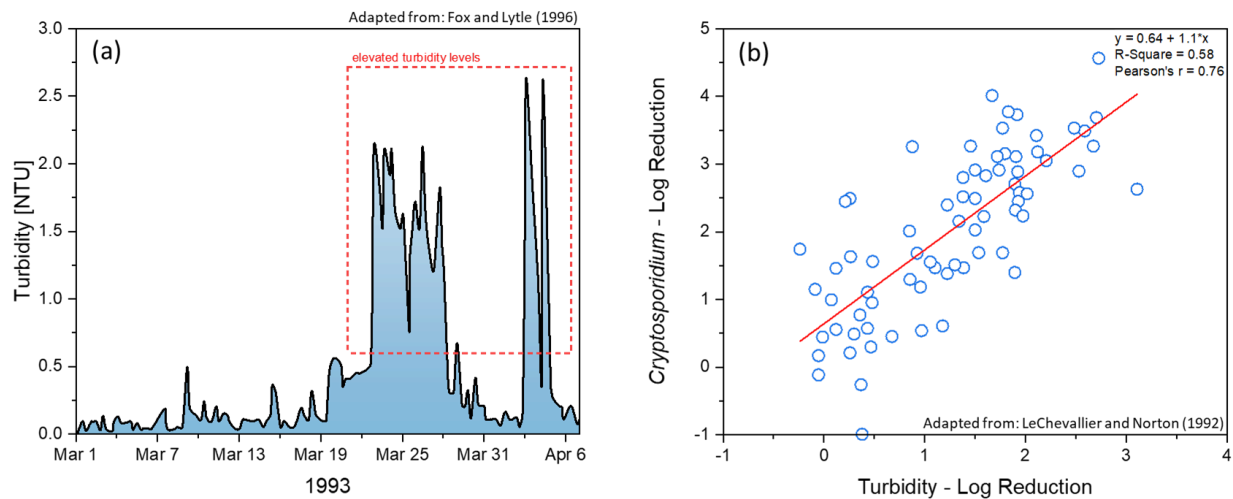 Adapted from: Fox and Lytle (1996)
(a)
elevated turbidity levels
Turbidity [NTU]
3.0
2.5
2.0
1.5
1.0
0.5
0.0
Mar 1 Mar 7 Mar 13 Mar 19 Mar 25 Mar 31 Apr 6
1993
(b)
y = 0.64 + 1.1*x
R-Square = 0.58
Pearson's r = 0.76
Cryptosporidium - Log Reduction
5
4
3
2
1
0
-1
Adapted from: LeChevallier and Norton (1992)
-1 0 1 2 3 4
Turbidity - Log Reduction